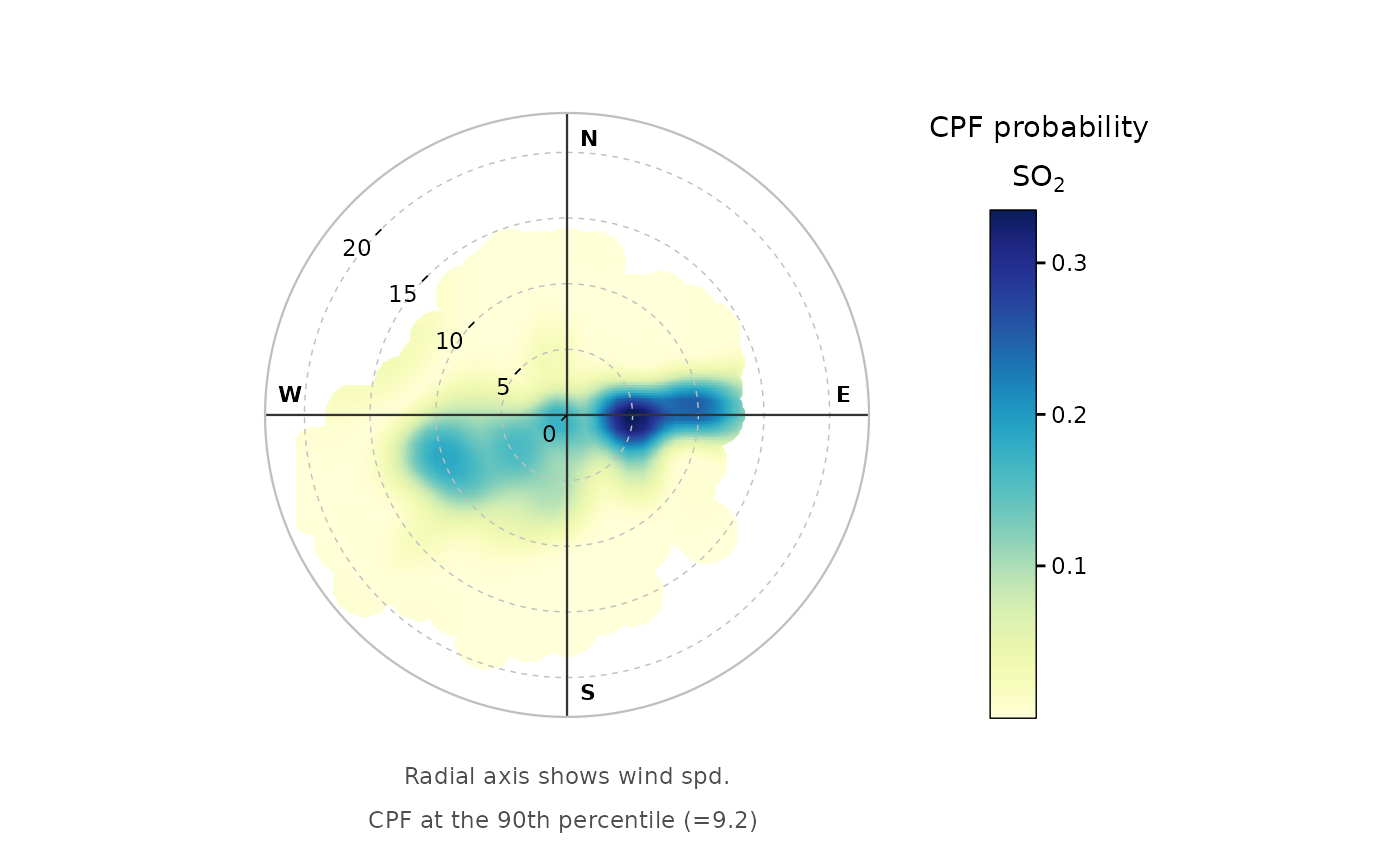 N
CPF probability
SO₂
20
15
10
5
0
W
E
S
0.3
0.2
0.1
Radial axis shows wind spd.
CPF at the 90th percentile (=9.2)